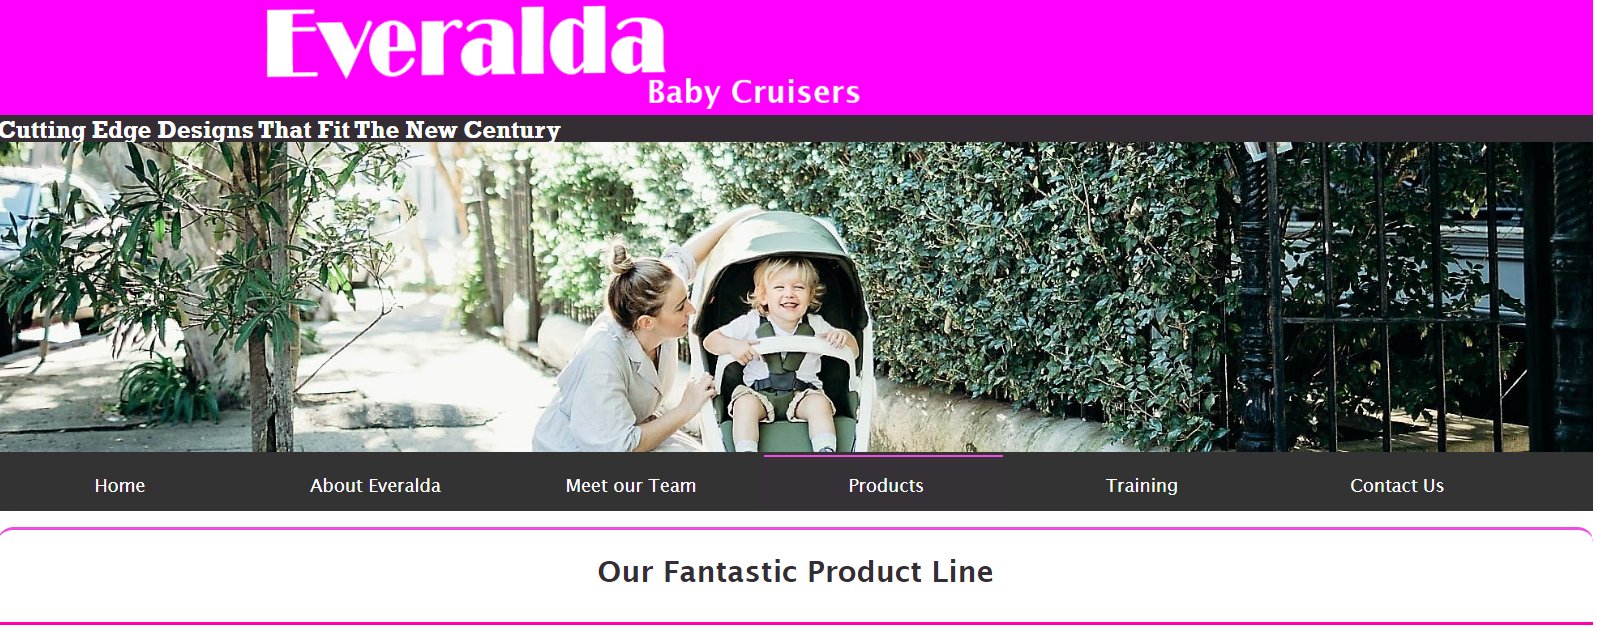 Everalda
Baby Cruisers
Cutting Edge Designs That Fit The New Century
Home About Everalda Meet our Team Products Training Contact Us
Our Fantastic Product Line